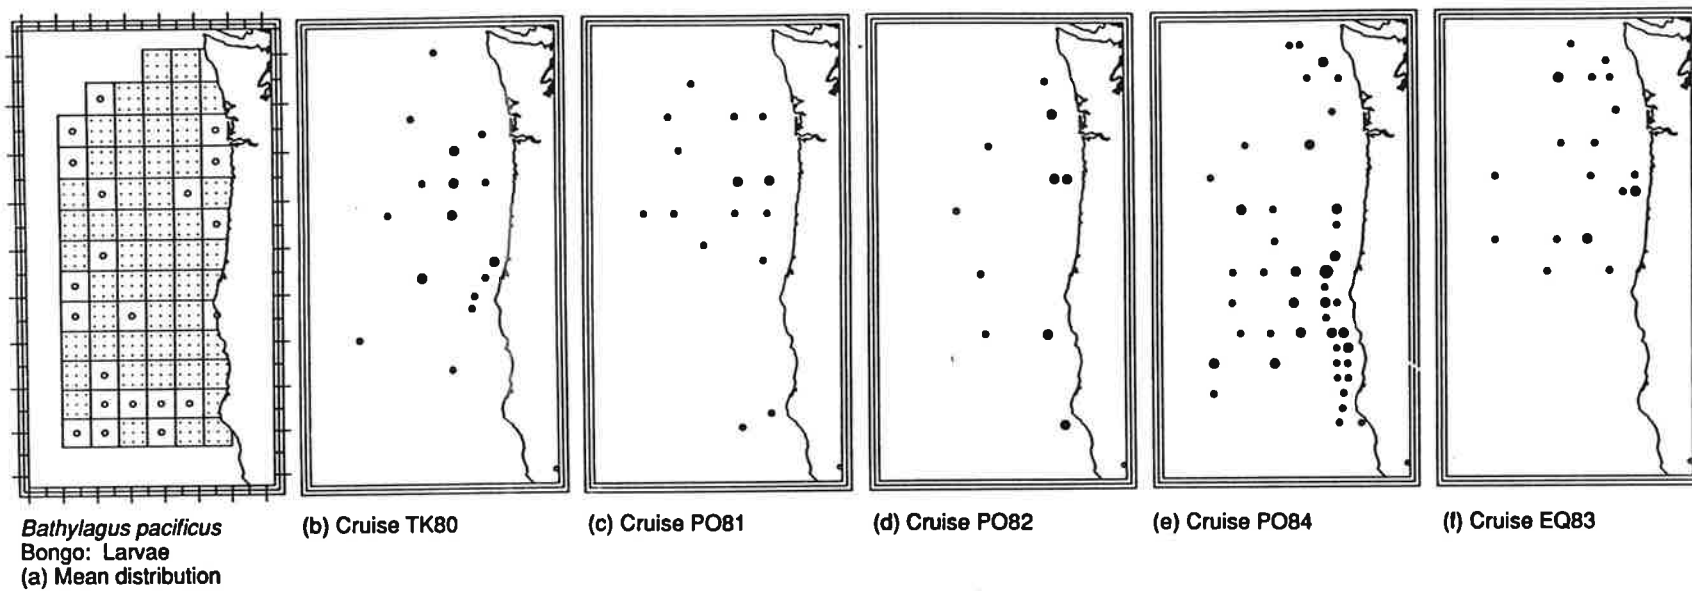 Bathylagus pacificus
Bongo: Larvae
(a) Mean distribution
(b) Cruise TK80
(c) Cruise PO81
(d) Cruise PO82
(e) Cruise PO84
(f) Cruise EQ83